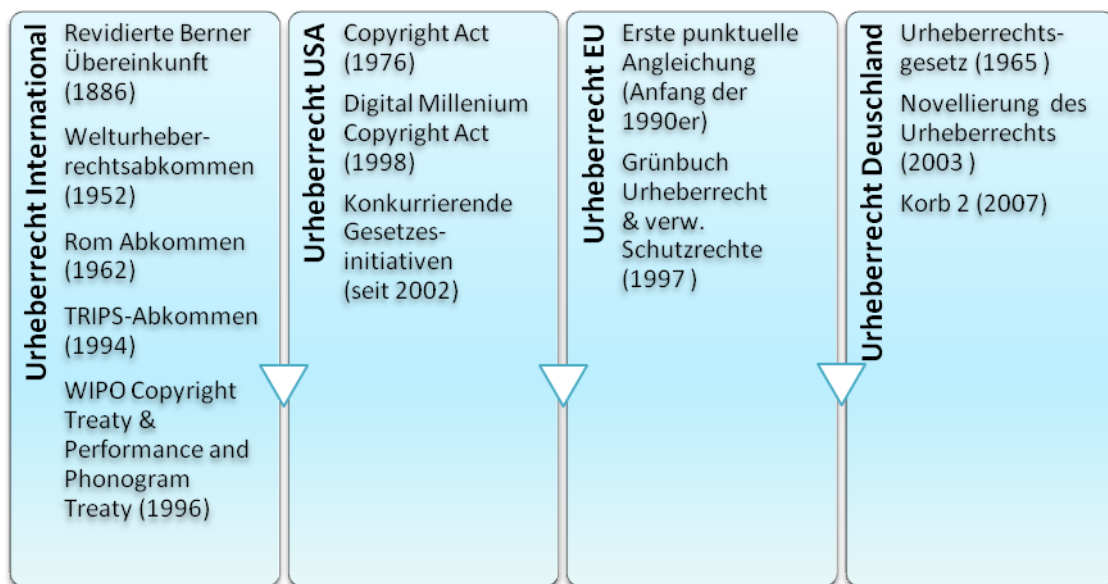 Urheberrecht International
Revidierte Berner
Übereinkunft
(1886)
Welturheber-
rechtsabkommen
(1952)
Rom Abkommen
(1962)
TRIPS-Abkommen
(1994)
WIPO Copyright
Treaty &
Performance and
Phonogram
Treaty (1996)
Urheberrecht USA
Copyright Act
(1976)
Digital Millenium
Copyright Act
(1998)
Konkurrierende
Gesetzes-
initiativen
(seit 2002)
Urheberrecht EU
Erste punktuelle
Angleichung
(Anfang der
1990er)
Grünbuch
Urheberrecht
& verw.
Schutzrechte
(1997 )
Urheberrecht Deuschland
Urheberrechts-
gesetz (1965 )
Novellierung des
Urheberrechts
(2003 )
Korb 2 (2007)